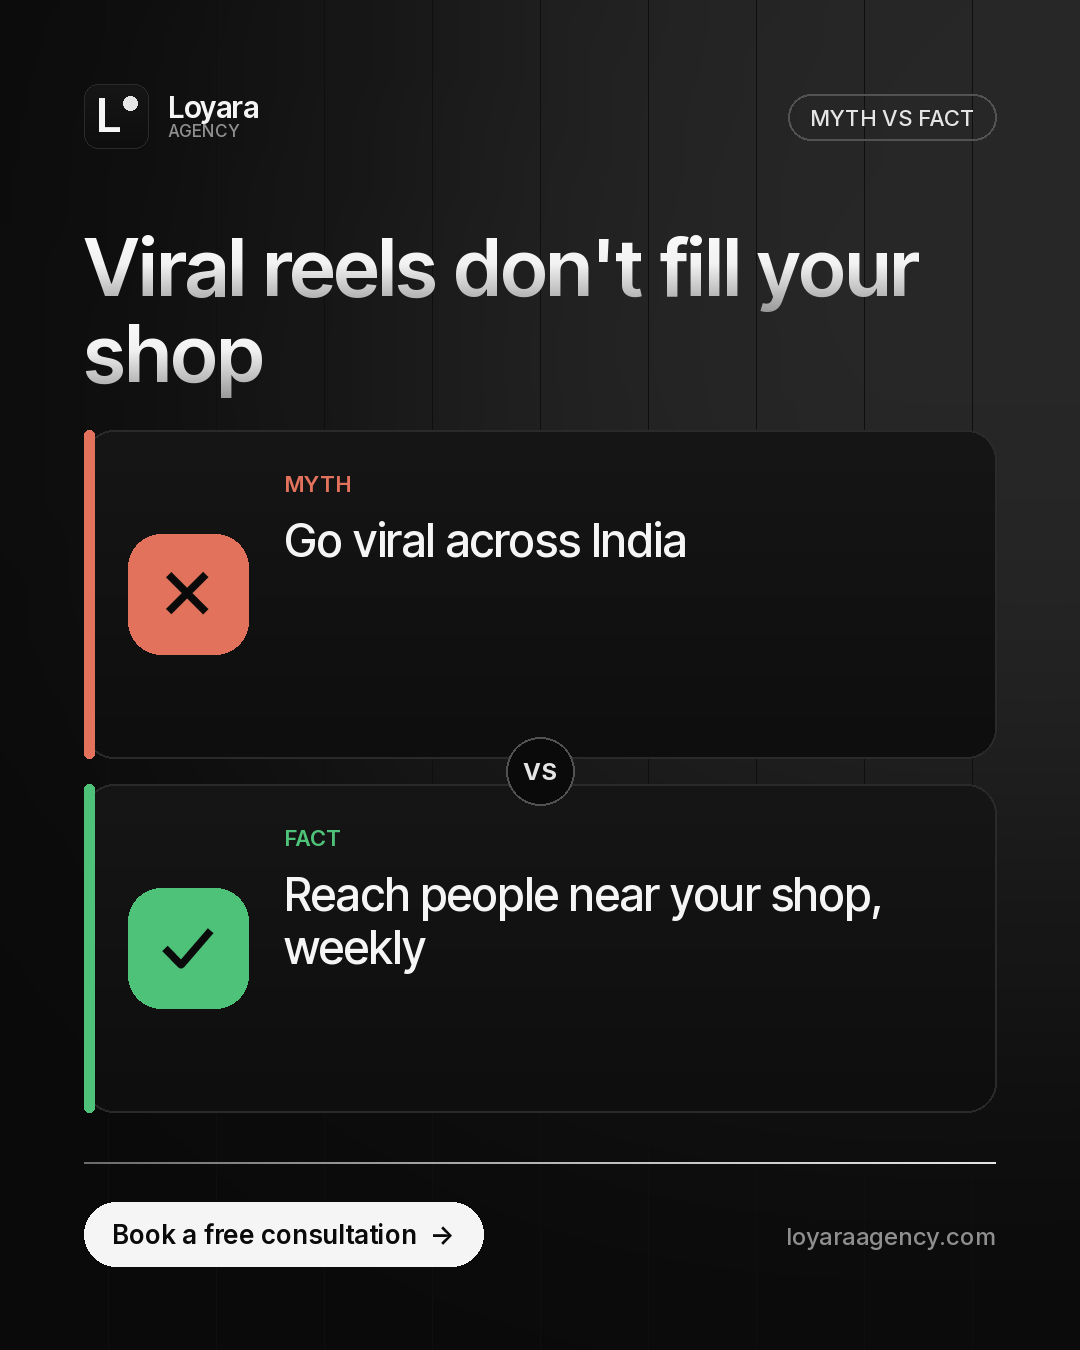 Loyara
AGENCY
MYTH VS FACT
Viral reels don't fill your
shop
MYTH
Go viral across India
VS
FACT
Reach people near your shop,
weekly
Book a free consultation →
loyaraagency.com